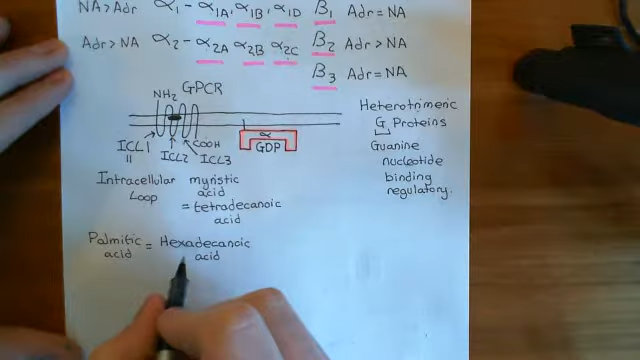 NA>Adr α1 - α1A, α1B, α1D β1 Adr = NA
Adr>NA α2 - α2A α2B α2C β2 Adr > NA
β3 Adr = NA
NH2 GPCR
Heterotrimeric
G Proteins
Guanine
nucleotide
binding
regulatory.
α
GDP
ICL1
ICL2
COOH
ICL3
=
Intracellular
Loop
myristic
acid
= tetradecanoic
acid
Palmitic
acid
= Hexadecanoic
acid